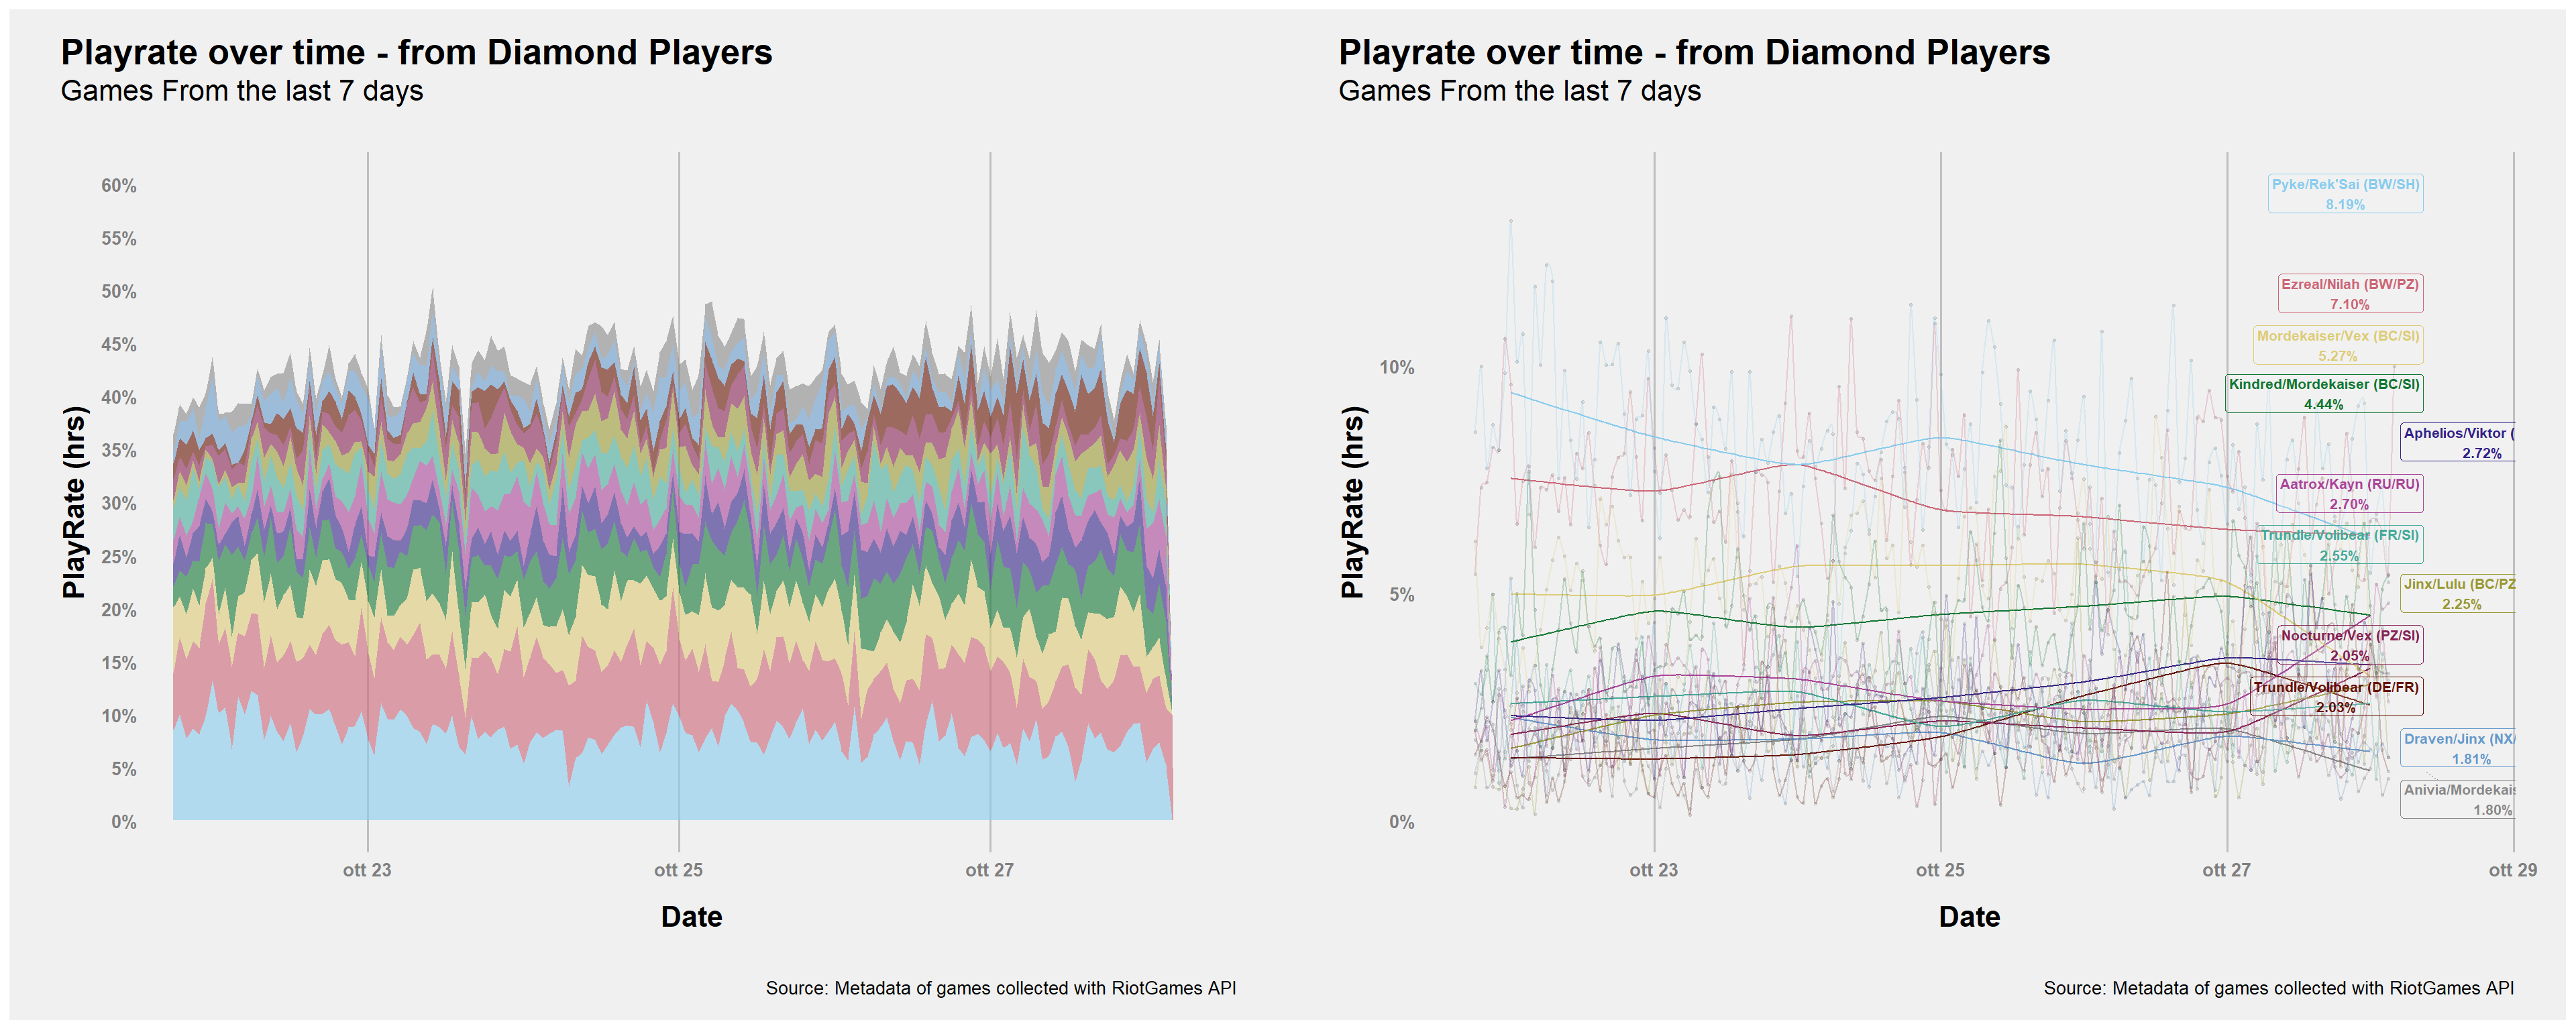 Playrate over time - from Diamond Players
Games From the last 7 days
60%
55%
50%
45%
40%
35%
30%
25%
20%
15%
10%
5%
0%
PlayRate (hrs)
ott 23
ott 25
ott 27
Date
Source: Metadata of games collected with RiotGames API
Playrate over time - from Diamond Players
Games From the last 7 days
10%
5%
0%
PlayRate (hrs)
Pyke/Rek'Sai (BW/SH)
8.19%
Ezreal/Nilah (BW/PZ)
7.10%
Mordekaiser/Vex (BC/SI)
5.27%
Kindred/Mordekaiser (BC/SI)
4.44%
Aphelios/Viktor (
2.72%
Aatrox/Kayn (RU/RU)
2.70%
Trundle/Volibear (FR/SI)
2.55%
Jinx/Lulu (BC/PZ
2.25%
Nocturne/Vex (PZ/SI)
2.05%
Trundle/Volibear (DE/FR)
2.03%
Draven/Jinx (NX/
1.81%
Anivia/Mordekais
1.80%
ott 23
ott 25
ott 27
ott 29
Date
Source: Metadata of games collected with RiotGames API